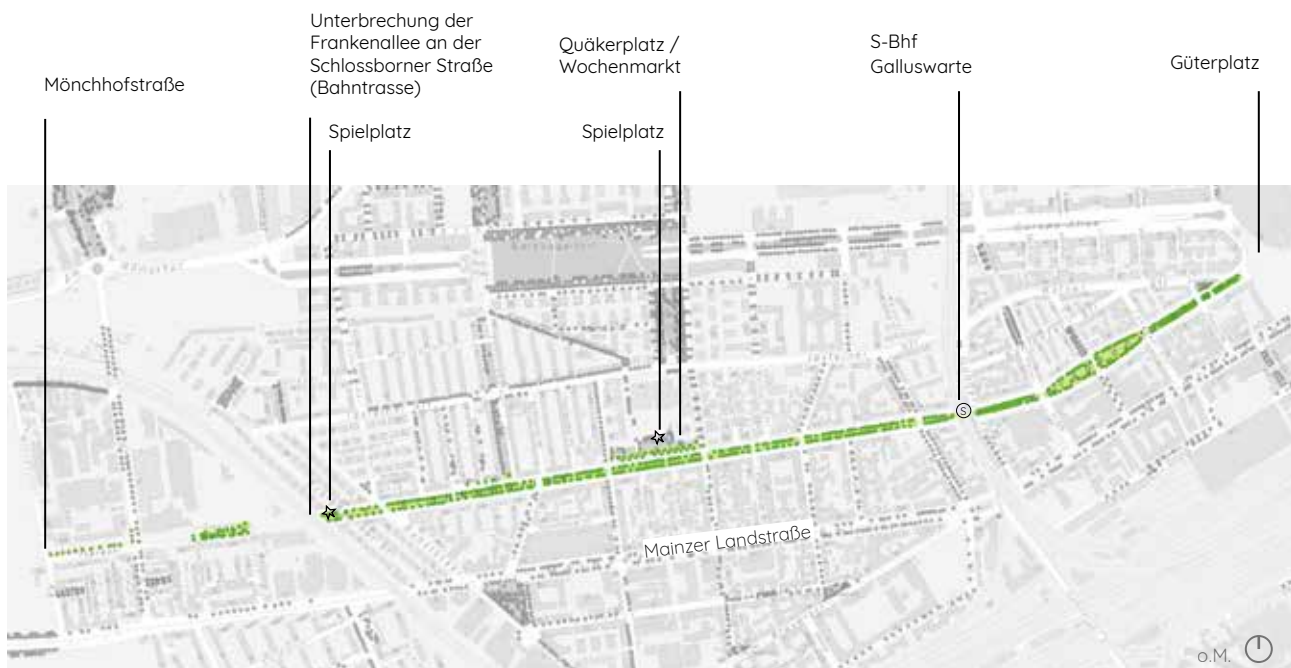 Unterbrechung der
Frankenallee an der
Schlossborner Straße
(Bahntrasse)
Mönchhofstraße
Spielplatz
Quäkerplatz /
Wochenmarkt
Spielplatz
S-Bhf
Galluswarte
Güterplatz
S
Mainzer Landstraße
o.M.